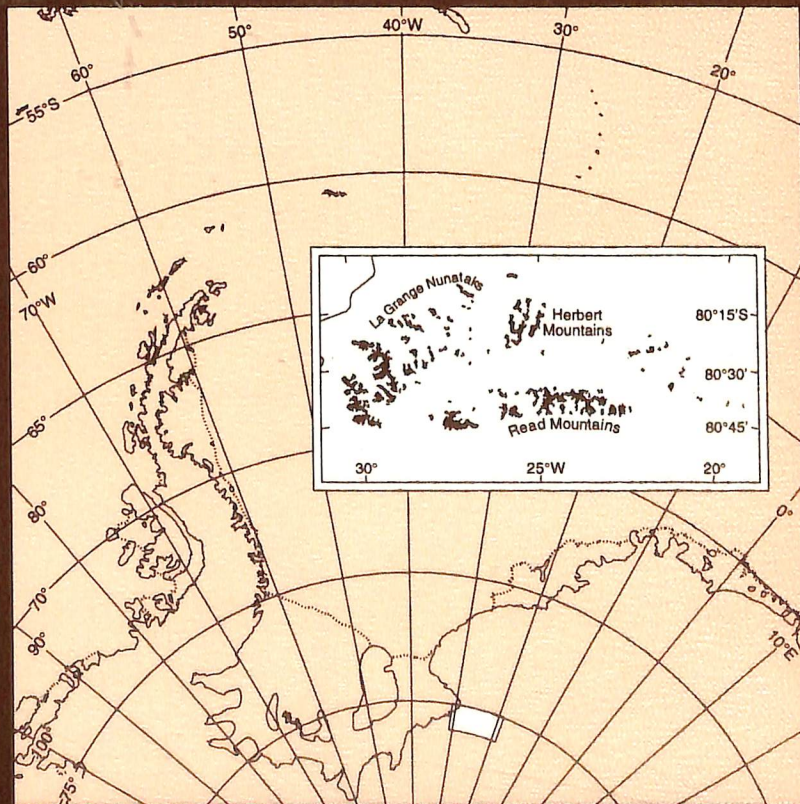 50°
40°W
30°
60°
20°
55°S
60°
70°W
La Grange Nunataks
Herbert
Mountains
80°15'S
80°30'
80°45'
Read Mountains
30°
25°W
20°
65°
80°
0°
70°
90°
10°E
100°
75°